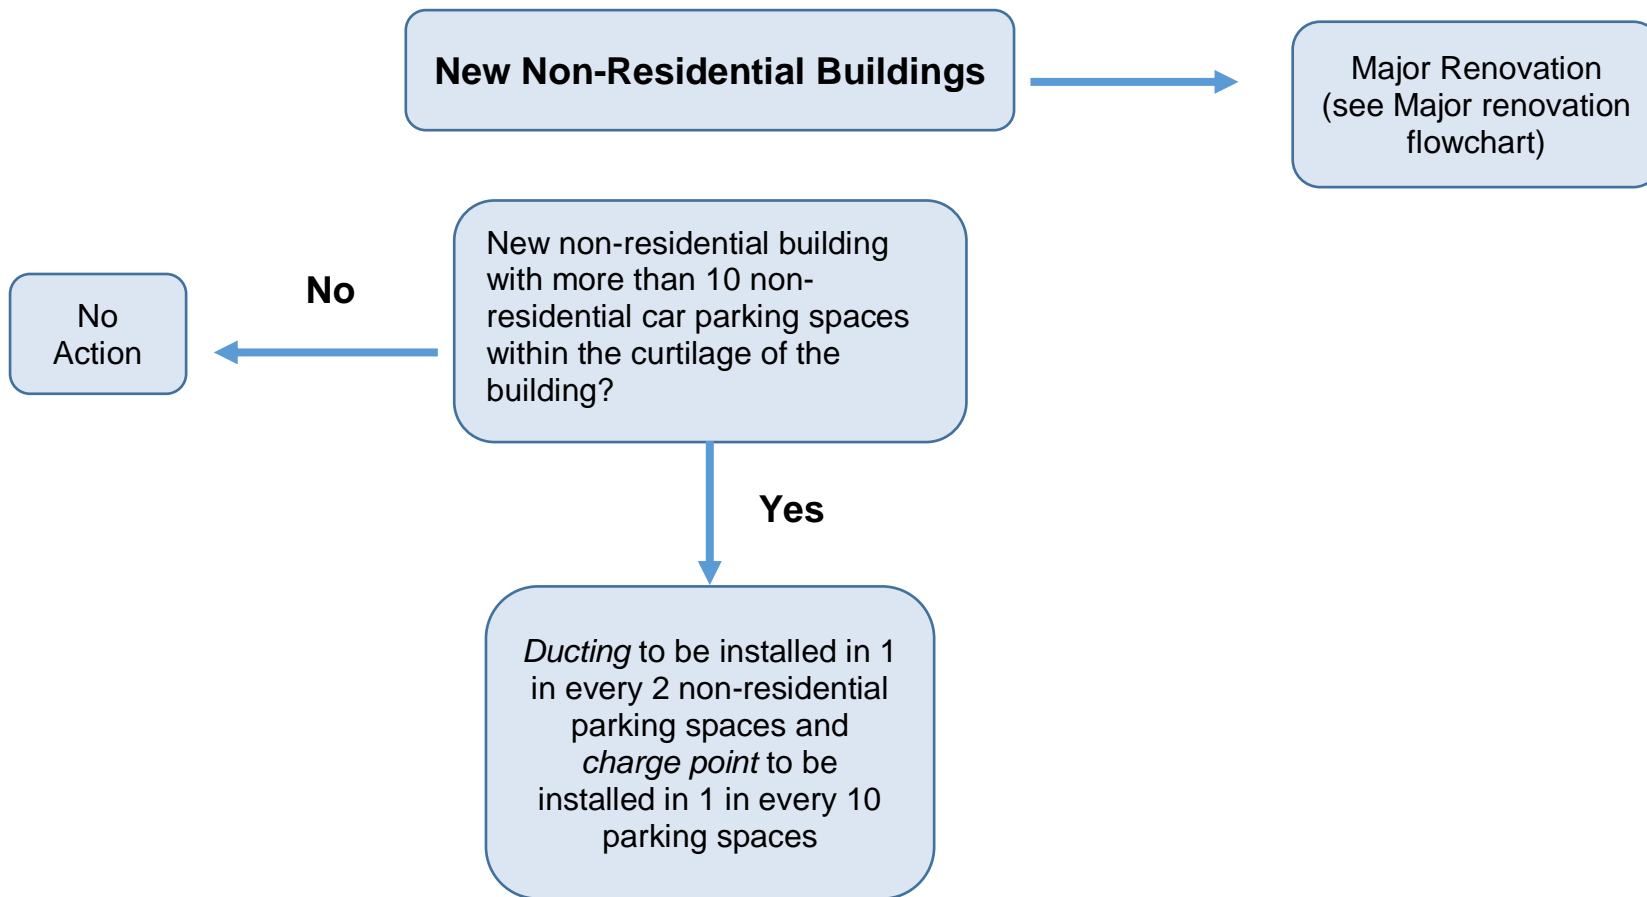 New Non-Residential Buildings
Major Renovation
(see Major renovation
flowchart)
New non-residential building
with more than 10 non-
residential car parking spaces
within the curtilage of the
building?
No
No
Action
Yes
Ducting to be installed in 1
in every 2 non-residential
parking spaces and
charge point to be
installed in 1 in every 10
parking spaces